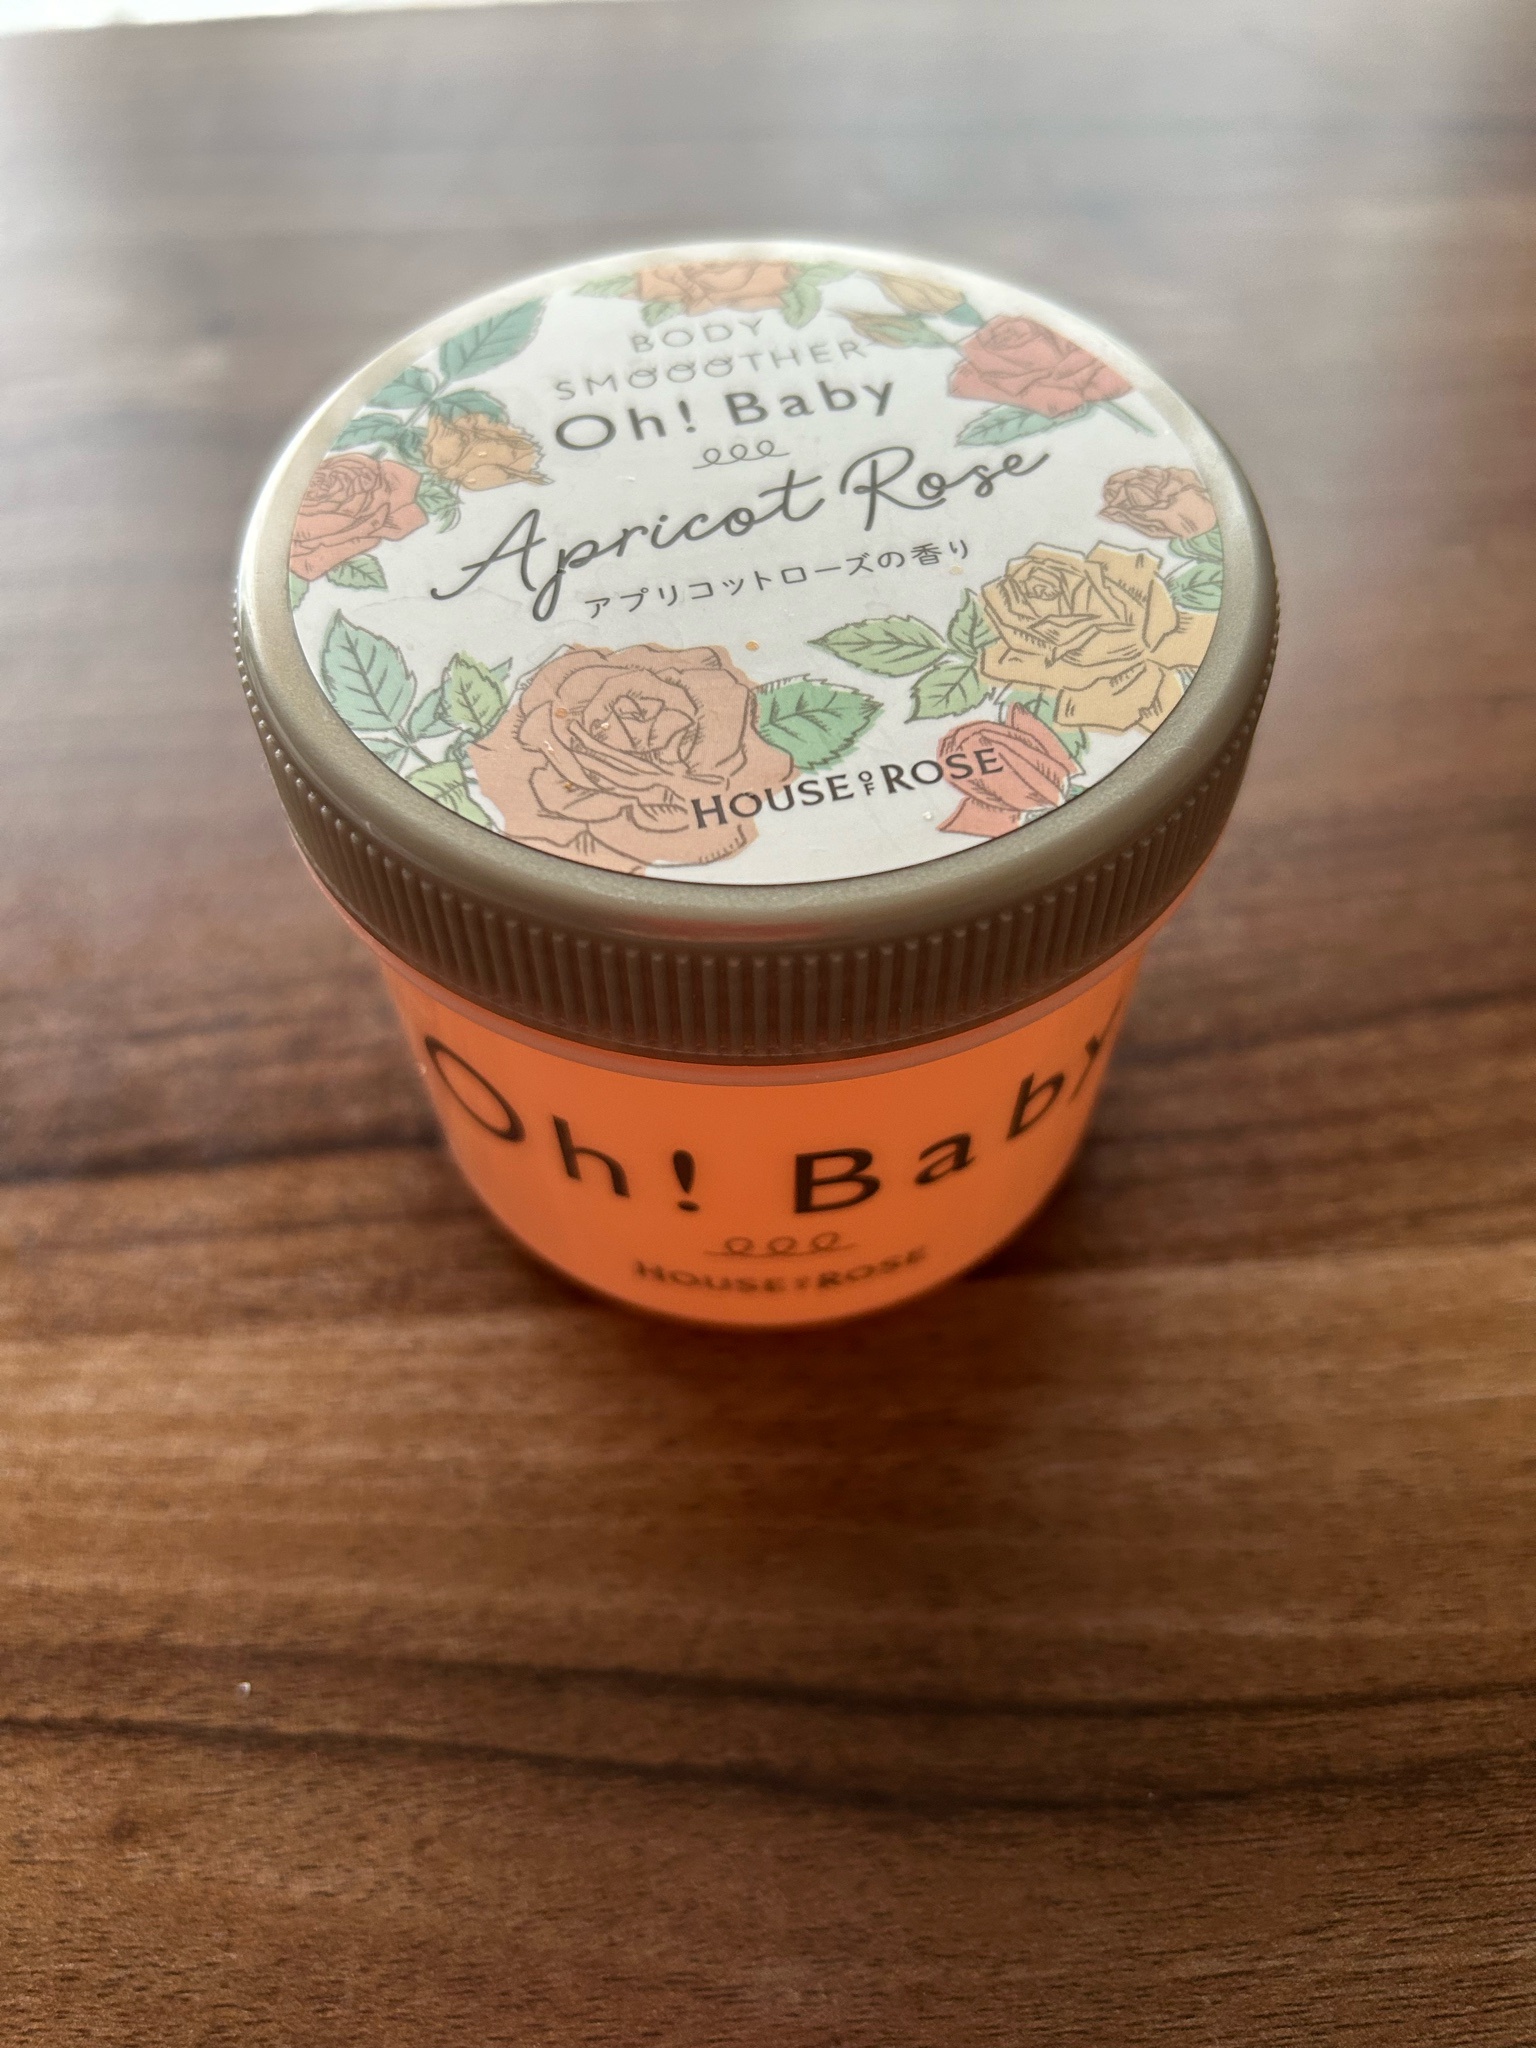 BODY
SMOOOTHER
Oh! Baby
Apricot Rose
アプリコットローズの香り
HOUSE OF ROSE
Oh! Baby
HOUSE OF ROSE